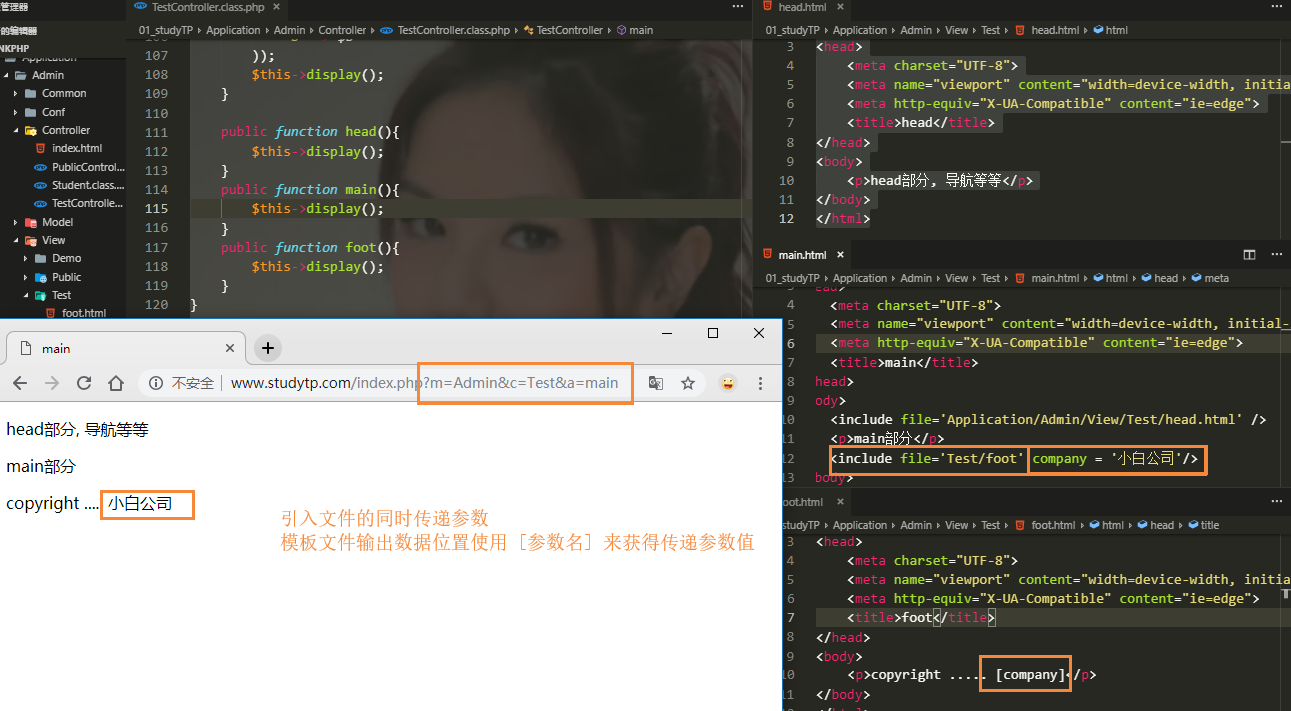 管理器
的编辑器
NKPHP
Application
Admin
Common
Conf
Controller
index.html
PublicControl...
Student.class....
TestControlle...
Model
View
Demo
Public
Test
foot.html
TestController.class.php ×
01_studyTP > Application > Admin > Controller > TestController.class.php > TestController > main
107 ));
108 $this->display();
109 }
110
111 public function head(){
112 $this->display();
113 }
114 public function main(){
115 $this->display();
116 }
117 public function foot(){
118 $this->display();
119 }
120 }
head.html ×
01_studyTP > Application > Admin > View > Test > head.html > html
3 <head>
4 <meta charset="UTF-8">
5 <meta name="viewport" content="width=device-width, initial
6 <meta http-equiv="X-UA-Compatible" content="ie=edge">
7 <title>head</title>
8 </head>
9 <body>
10 <p>head部分, 导航等等</p>
11 </body>
12 </html>
main.html ×
01_studyTP > Application > Admin > View > Test > main.html > html > head > meta
4 <meta charset="UTF-8">
5 <meta name="viewport" content="width=device-width, initial-
6 <meta http-equiv="X-UA-Compatible" content="ie=edge">
7 <title>main</title>
8 head>
9 ody>
10 <include file='Application/Admin/View/Test/head.html' />
11 <p>main部分</p>
12 <include file='Test/foot' company = '小白公司'/>
13 body>
oot.html ×
studyTP > Application > Admin > View > Test > foot.html > html > head > title
3 <head>
4 <meta charset="UTF-8">
5 <meta name="viewport" content="width=device-width, initia
6 <meta http-equiv="X-UA-Compatible" content="ie=edge">
7 <title>foot</title>
8 </head>
9 <body>
10 <p>copyright ..... [company]</p>
11 </body>
main ×
不安全 | www.studytp.com/index.php?m=Admin&c=Test&a=main
head部分, 导航等等
main部分
copyright .... 小白公司
引入文件的同时传递参数
模板文件输出数据位置使用 [参数名] 来获得传递参数值